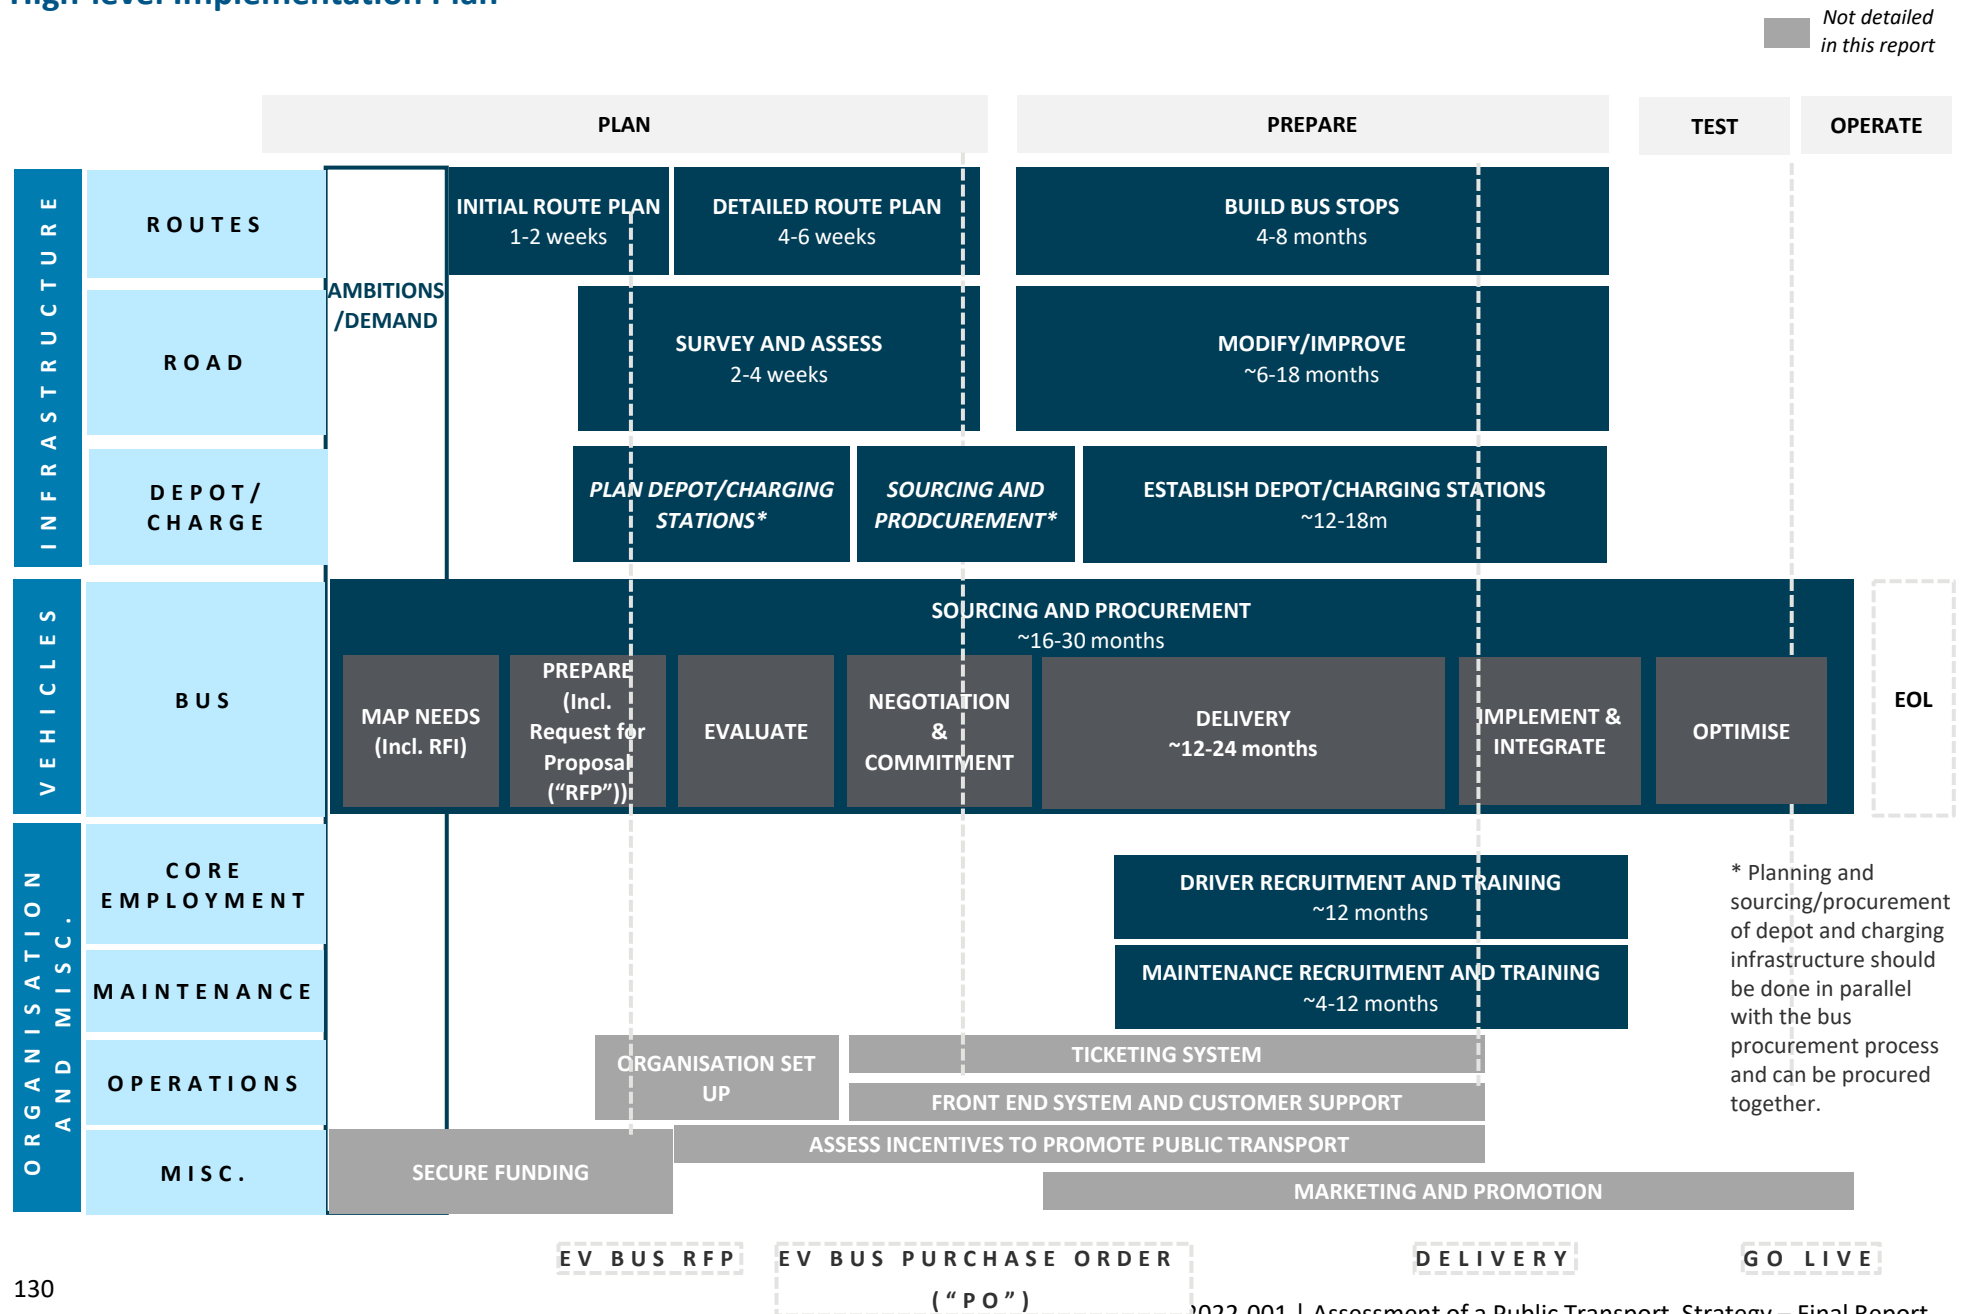 High-level Implementation Plan
Not detailed
in this report
PLAN
PREPARE
TEST
OPERATE
INFRASTRUCTURE
ROUTES
AMBITIONS
/DEMAND
INITIAL ROUTE PLAN
1-2 weeks
DETAILED ROUTE PLAN
4-6 weeks
BUILD BUS STOPS
4-8 months
ROAD
SURVEY AND ASSESS
2-4 weeks
MODIFY/IMPROVE
~6-18 months
DEPOT/
CHARGE
PLAN DEPOT/CHARGING
STATIONS*
SOURCING AND
PRODCUREMENT*
ESTABLISH DEPOT/CHARGING STATIONS
~12-18m
VEHICLES
BUS
SOURCING AND PROCUREMENT
~16-30 months
MAP NEEDS
(Incl. RFI)
PREPARE
(Incl.
Request for
Proposal
(“RFP”))
EVALUATE
NEGOTIATION
&
COMMITMENT
DELIVERY
~12-24 months
IMPLEMENT &
INTEGRATE
OPTIMISE
EOL
ORGANISATION
AND MISC.
CORE
EMPLOYMENT
DRIVER RECRUITMENT AND TRAINING
~12 months
MAINTENANCE
MAINTENANCE RECRUITMENT AND TRAINING
~4-12 months
OPERATIONS
ORGANISATION SET
UP
TICKETING SYSTEM
FRONT END SYSTEM AND CUSTOMER SUPPORT
MISC.
SECURE FUNDING
ASSESS INCENTIVES TO PROMOTE PUBLIC TRANSPORT
MARKETING AND PROMOTION
* Planning and
sourcing/procurement
of depot and charging
infrastructure should
be done in parallel
with the bus
procurement process
and can be procured
together.
EV BUS RFP
EV BUS PURCHASE ORDER
(“PO”)
DELIVERY
GO LIVE
130
2022-001 | Assessment of a Public Transport Strategy – Final Report